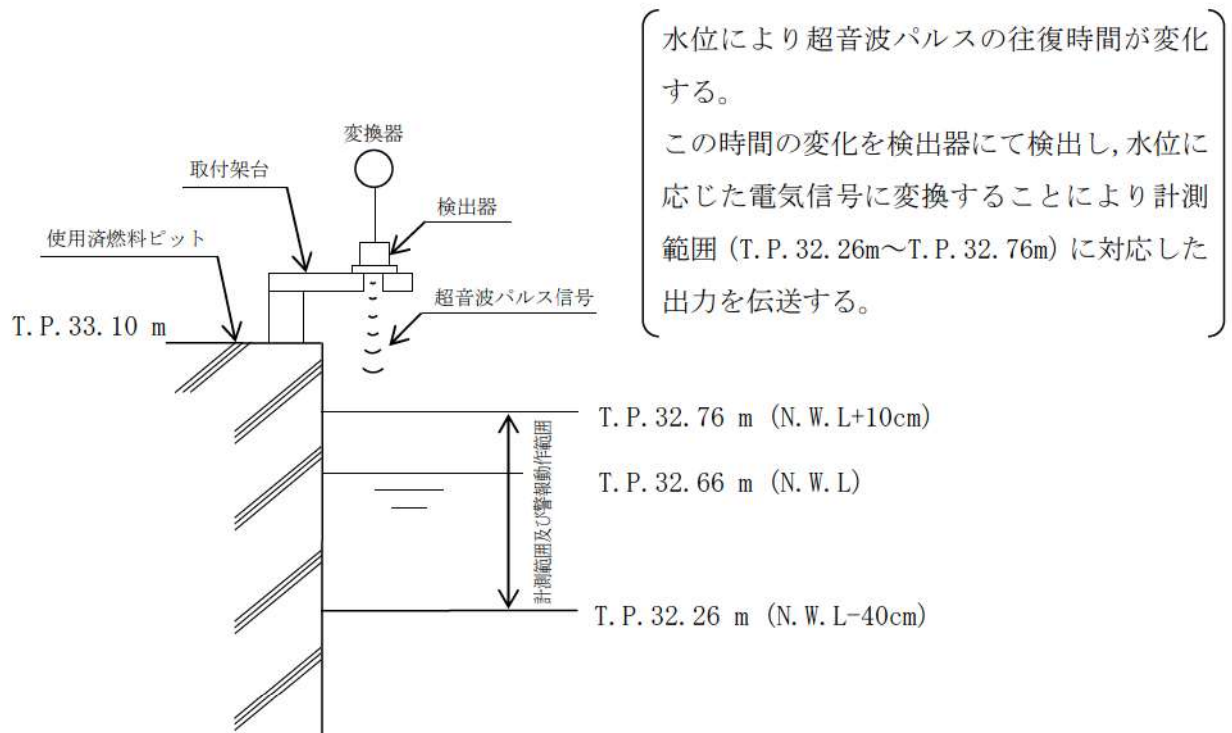 水位により超音波パルスの往復時間が変化
する。
この時間の変化を検出器にて検出し,水位に
応じた電気信号に変換することにより計測
範囲（T.P.32.26m～T.P.32.76m）に対応した
出力を伝送する。
変換器
取付架台
検出器
使用済燃料ピット
超音波パルス信号
T.P.33.10 m
T.P.32.76 m (N.W.L+10cm)
計測範囲及び警報動作範囲
T.P.32.66 m (N.W.L)
T.P.32.26 m (N.W.L-40cm)